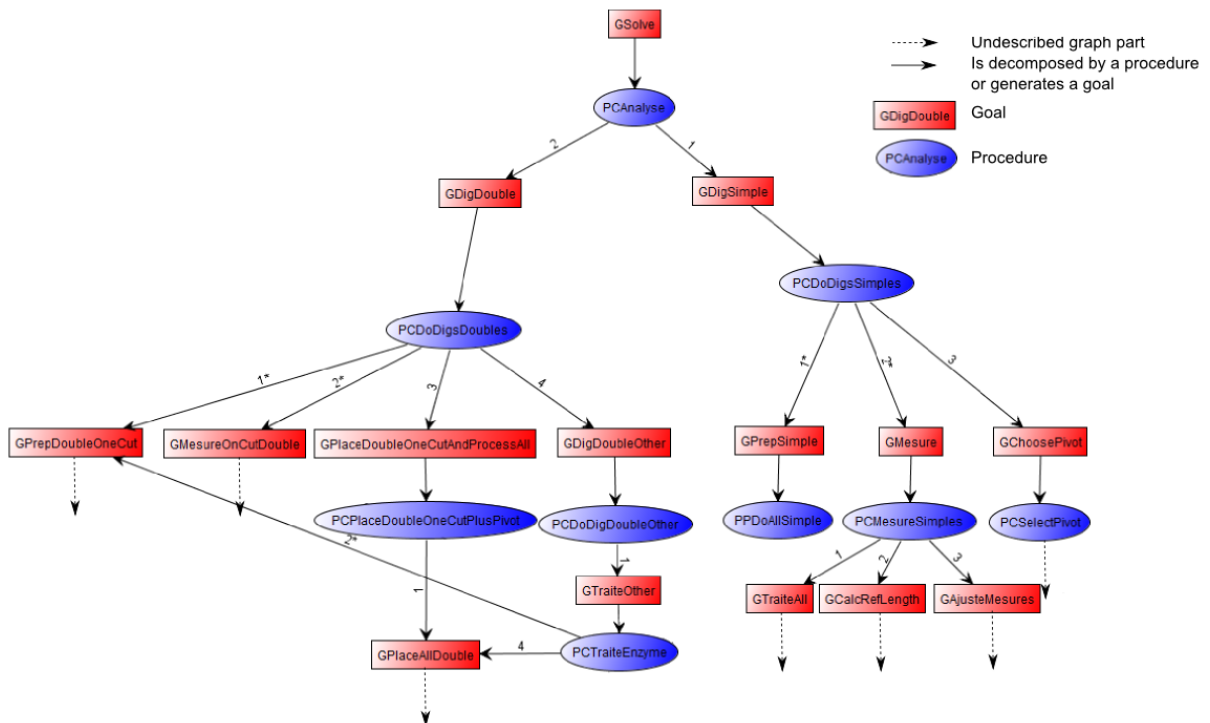 GSolve
Undescribed graph part
Is decomposed by a procedure
or generates a goal
PCAnalyse
GDigDouble
Goal
PCAnalyse
Procedure
2
1
GDigDouble
GDigSimple
PCDoDigsSimples
PCDoDigsDoubles
1*
2*
3
4
1*
2*
3
GPrepDoubleOneCut
GMesureOnCutDouble
GPlaceDoubleOneCutAndProcessAll
GDigDoubleOther
GPrepSimple
GMesure
GChoosePivot
PCPlaceDoubleOneCutPlusPivot
PCDoDigDoubleOther
PPDoAllSimple
PCMesureSimples
PCSelectPivot
2*
1
1
1
2
3
GTraiteOther
GTraiteAll
GCalcRefLength
GAjusteMesures
GPlaceAllDouble
4
PCTraiteEnzyme